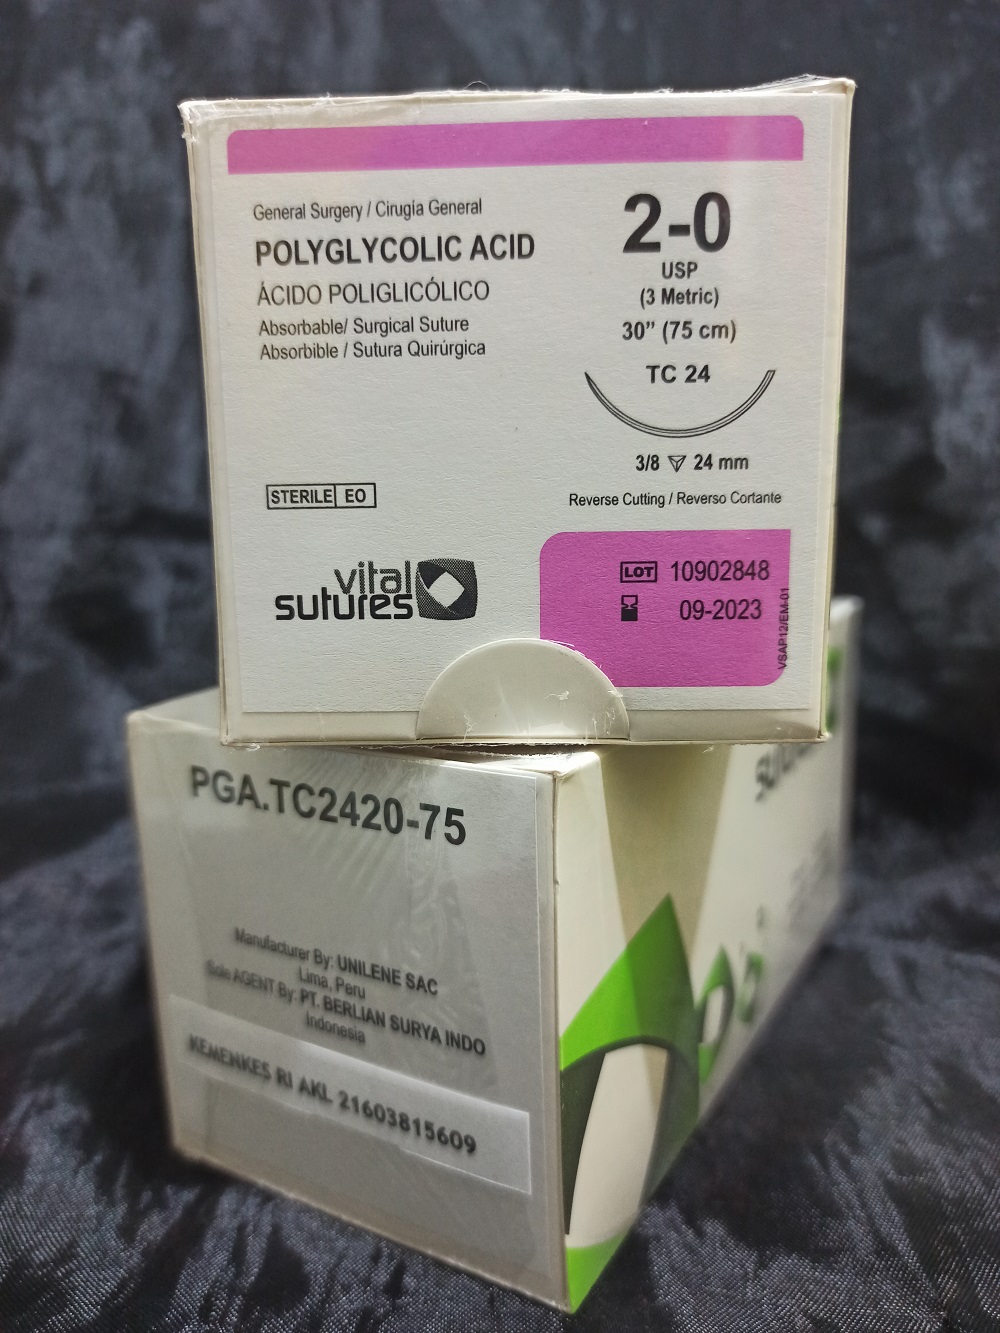 General Surgery / Cirugía General
POLYGLYCOLIC ACID
ÁCIDO POLIGLICÓLICO
Absorbable/ Surgical Suture
Absorbible / Sutura Quirúrgica
2-0
USP
(3 Metric)
30” (75 cm)
TC 24
3/8 24 mm
Reverse Cutting / Reverso Cortante
STERILE EO
vital
sutures
LOT 10902848
09-2023
VSAP12/EM-01
PGA.TC2420-75
Manufacturer By: UNILENE SAC
Lima, Peru
Sole AGENT By: PT. BERLIAN SURYA INDO
Indonesia
KEMENKES RI AKL 21603815609